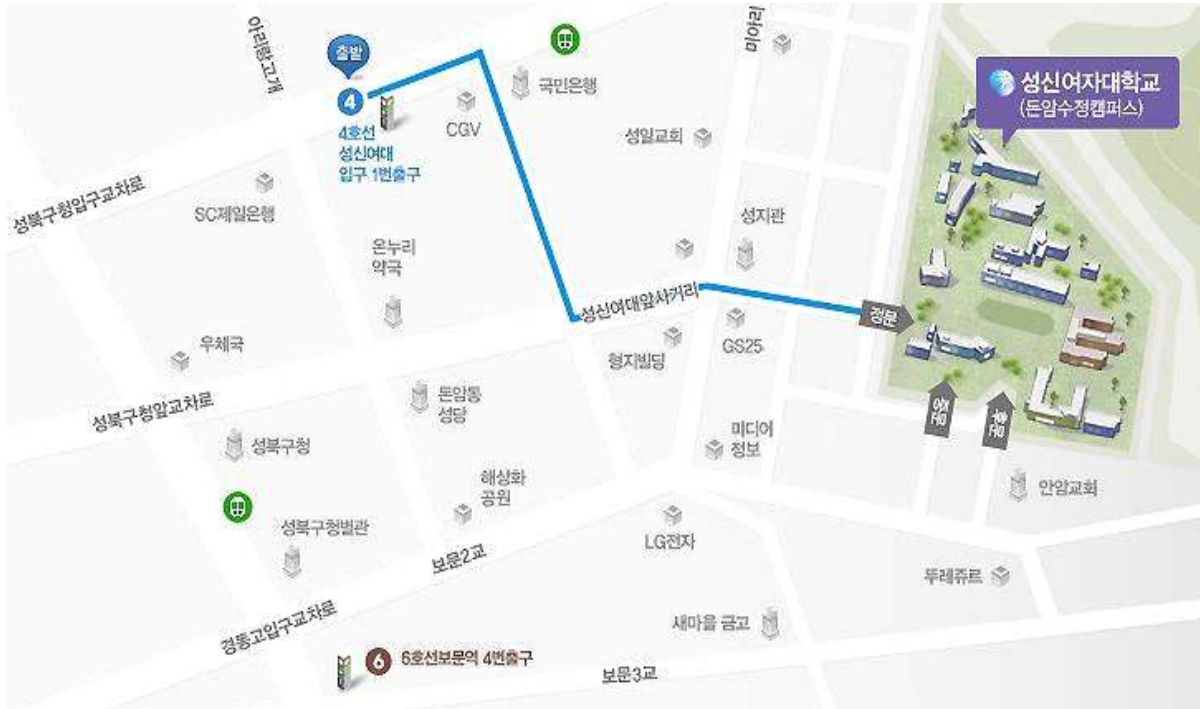 아리랑고개
미아리
출발
4
4호선
성신여대
입구 1번출구
CGV
국민은행
성신여자대학교
(돈암수정캠퍼스)
성일교회
성북구청입구교차로
SC제일은행
온누리
약국
성지관
성신여대앞사거리
정문
우체국
형지빌딩
GS25
성북구청앞교차로
돈암동
성당
중문
후문
성북구청
미디어
정보
해상화
공원
안암교회
성북구청별관
LG전자
보문2교
뚜레쥬르
경동고입구교차로
새마을 금고
6
6호선보문역 4번출구
보문3교